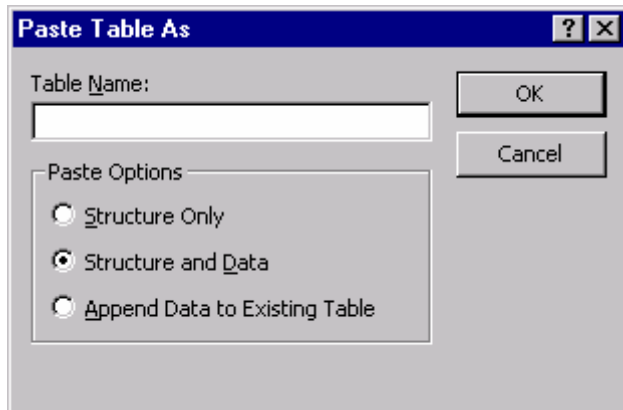 Paste Table As
Table Name:
OK
Cancel
Paste Options
Structure Only
Structure and Data
Append Data to Existing Table